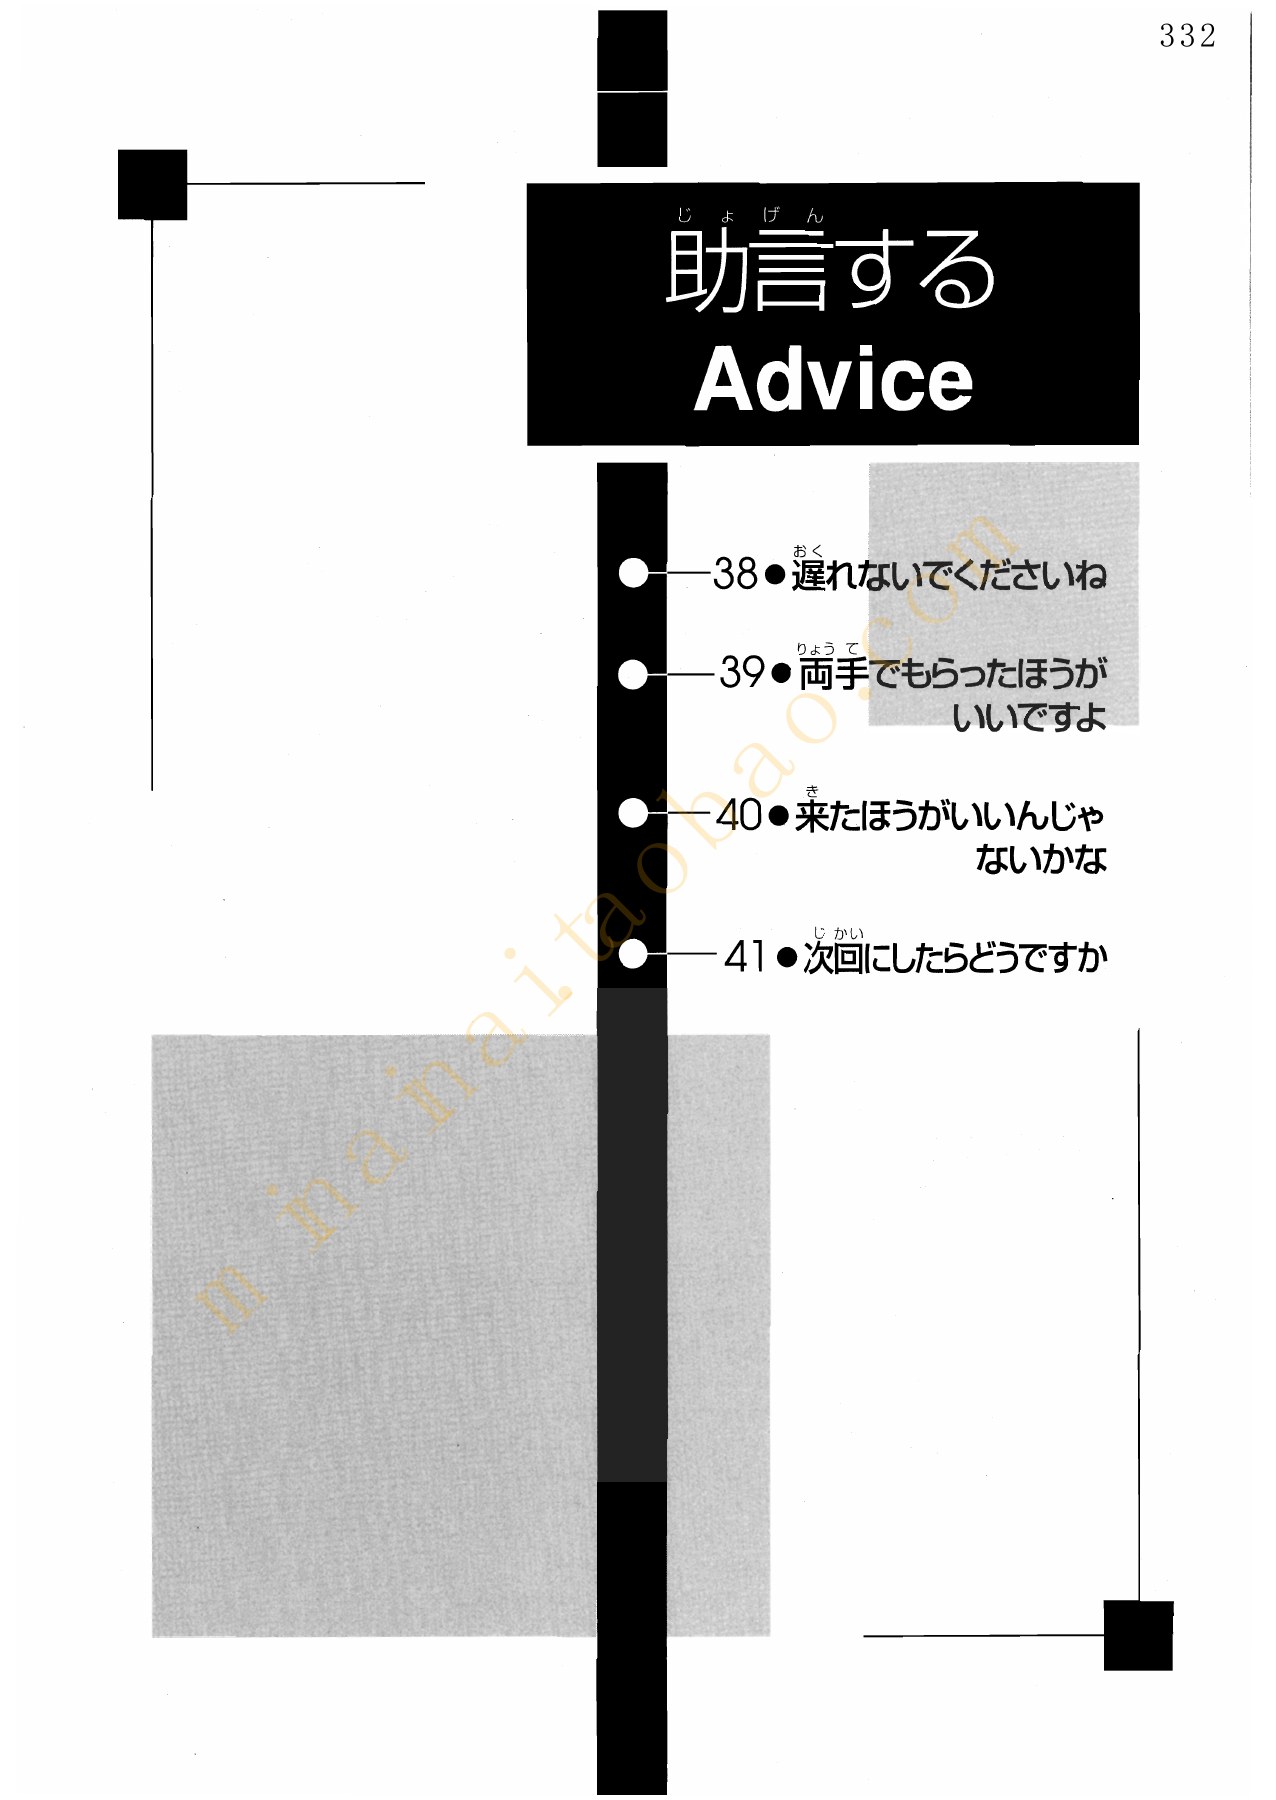 332
じょげん
助言する
Advice
おく
38●遅れないでくださいね
りょう て
39●両手でもらったほうが
いいですよ
き
40●来たほうがいいんじゃ
ないかな
じ かい
41●次回にしたらどうですか
minnanai.taobao.com